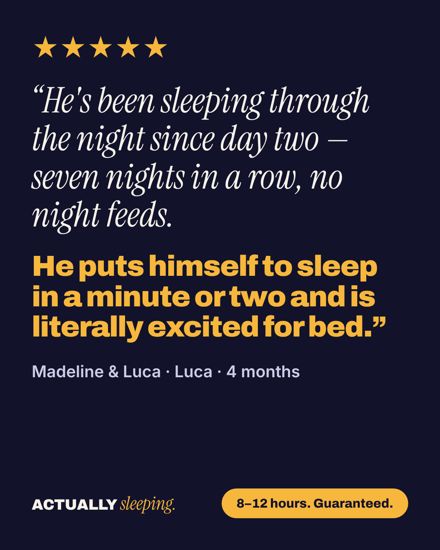 “He's been sleeping through
the night since day two —
seven nights in a row, no
night feeds.
He puts himself to sleep
in a minute or two and is
literally excited for bed.”
Madeline & Luca · Luca · 4 months
ACTUALLY sleeping.
8–12 hours. Guaranteed.